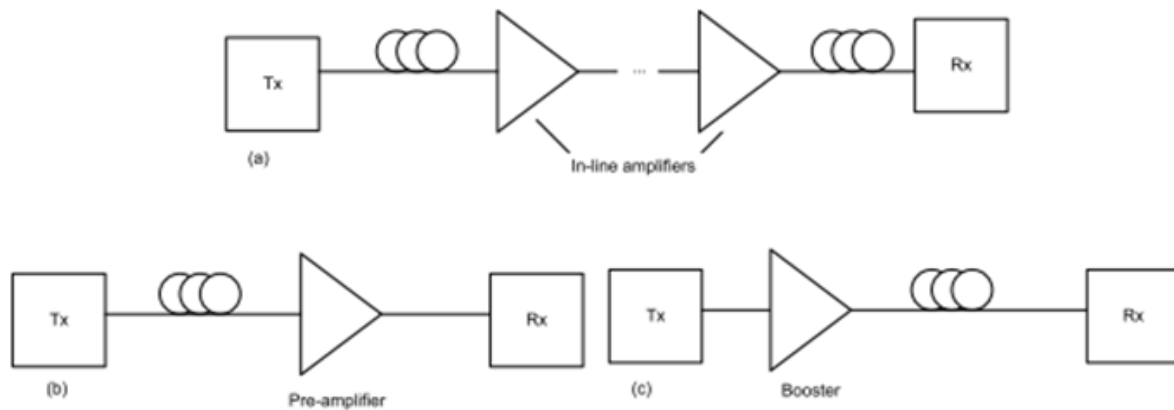 Tx
...
Rx
(a)
In-line amplifiers
Tx
Rx
Tx
Rx
(b)
Pre-amplifier
(c)
Booster